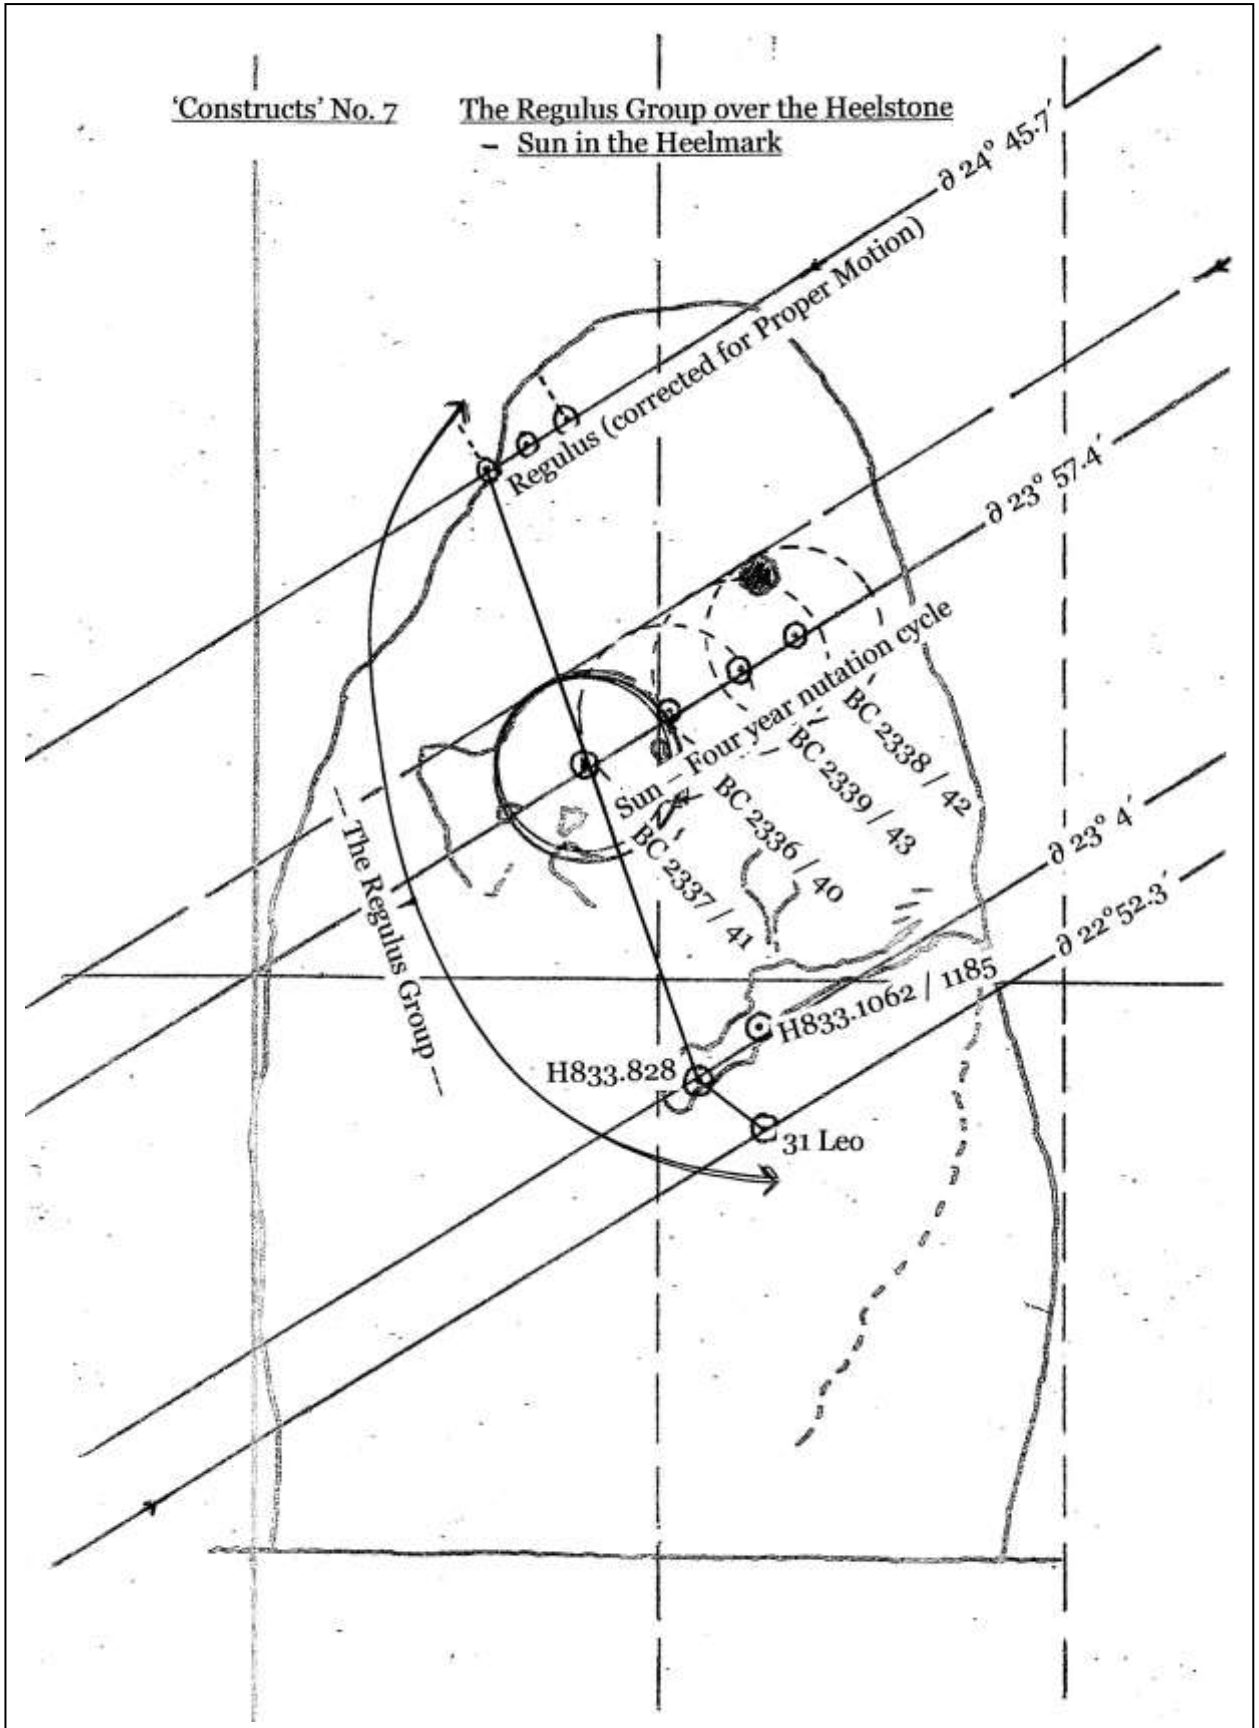 'Constructs' No. 7
The Regulus Group over the Heelstone
– Sun in the Heelmark
∂ 24° 45.7′
Regulus (corrected for Proper Motion)
∂ 23° 57.4′
Sun – Four year nutation cycle
BC 2338 / 42
BC 2339 / 43
BC 2336 / 40
BC 2337 / 41
– The Regulus Group –
∂ 23° 4′
∂ 22°52.3′
H833.1062 / 1185
H833.828
31 Leo